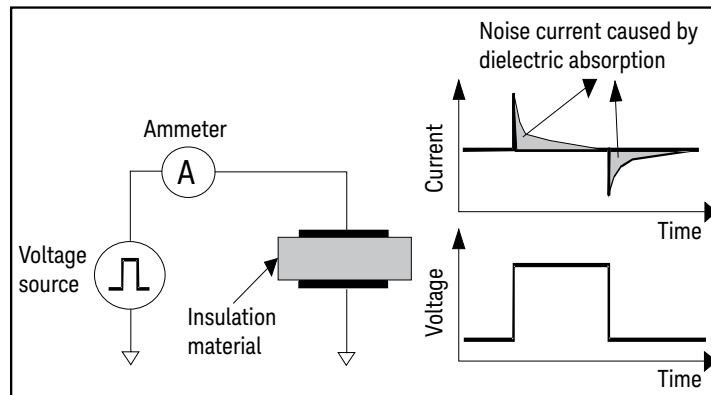 Noise current caused by
dielectric absorption
Ammeter
A
Current
Time
Voltage
source
Insulation
material
Voltage
Time